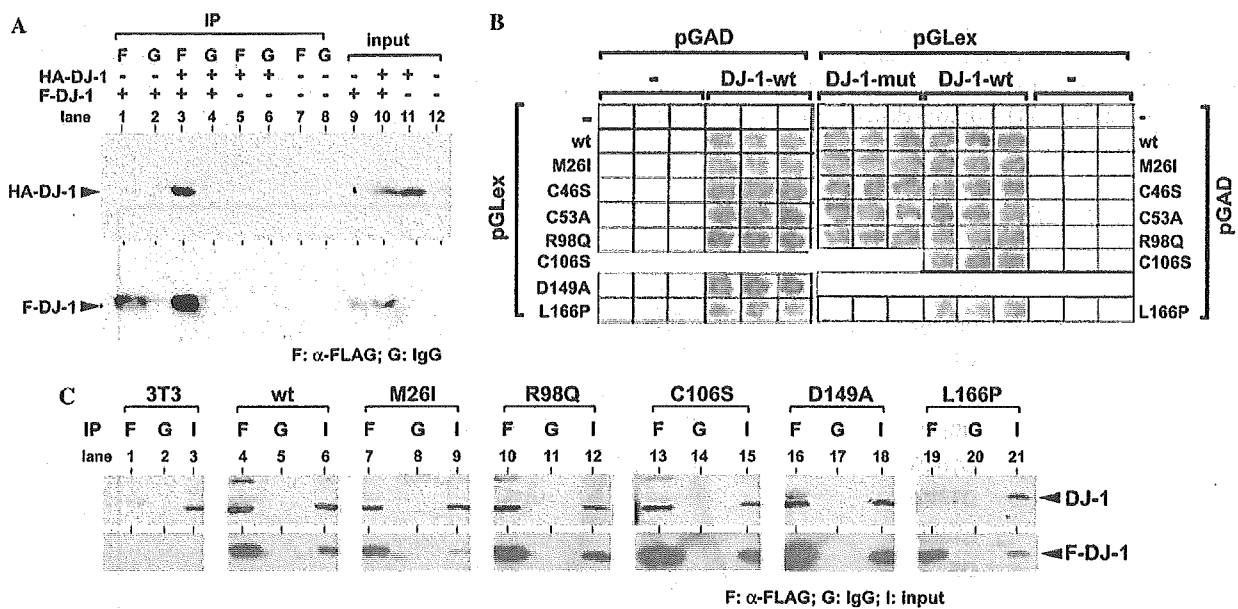 A
IP
input
F G F G F G F G
HA-DJ-1 - - + + + + - - - + + -
F-DJ-1 + + + + - - - - + + - -
lane 1 2 3 4 5 6 7 8 9 10 11 12
HA-DJ-1
F-DJ-1
F: α-FLAG; G: IgG
B
pGAD pGLex
- DJ-1-wt DJ-1-mut DJ-1-wt -
pGLex
pGAD
- -
wt wt
M26I M26I
C46S C46S
C53A C53A
R98Q R98Q
C106S C106S
D149A
L166P L166P
C
3T3 wt M26I R98Q C106S D149A L166P
IP F G I F G I F G I F G I F G I F G I F G I
lane 1 2 3 4 5 6 7 8 9 10 11 12 13 14 15 16 17 18 19 20 21
DJ-1
F-DJ-1
F: α-FLAG; G: IgG; I: input